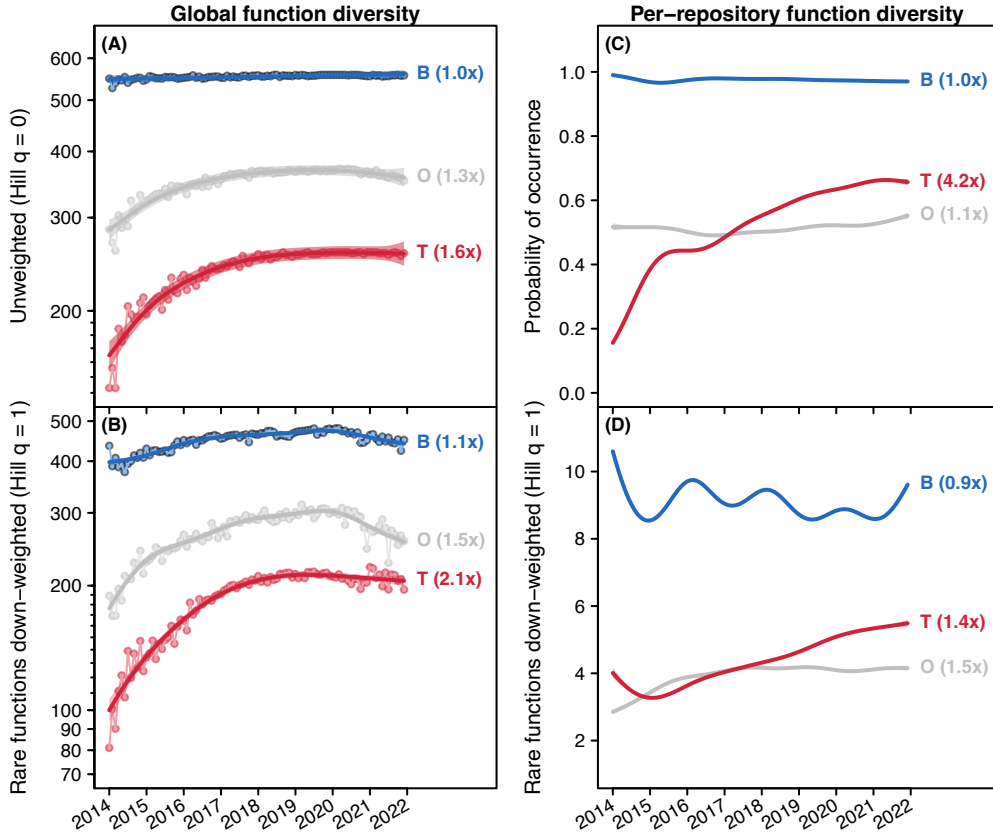 Global function diversity
Per−repository function diversity
(A)
Unweighted (Hill q = 0)
600
500
400
300
200
B (1.0x)
O (1.3x)
T (1.6x)
(C)
Probability of occurrence
1.0
0.8
0.6
0.4
0.2
0.0
B (1.0x)
T (4.2x)
O (1.1x)
(B)
Rare functions down−weighted (Hill q = 1)
500
400
300
200
100
90
80
70
B (1.1x)
O (1.5x)
T (2.1x)
2014 2015 2016 2017 2018 2019 2020 2021 2022
(D)
Rare functions down−weighted (Hill q = 1)
10
8
6
4
2
B (0.9x)
T (1.4x)
O (1.5x)
2014 2015 2016 2017 2018 2019 2020 2021 2022